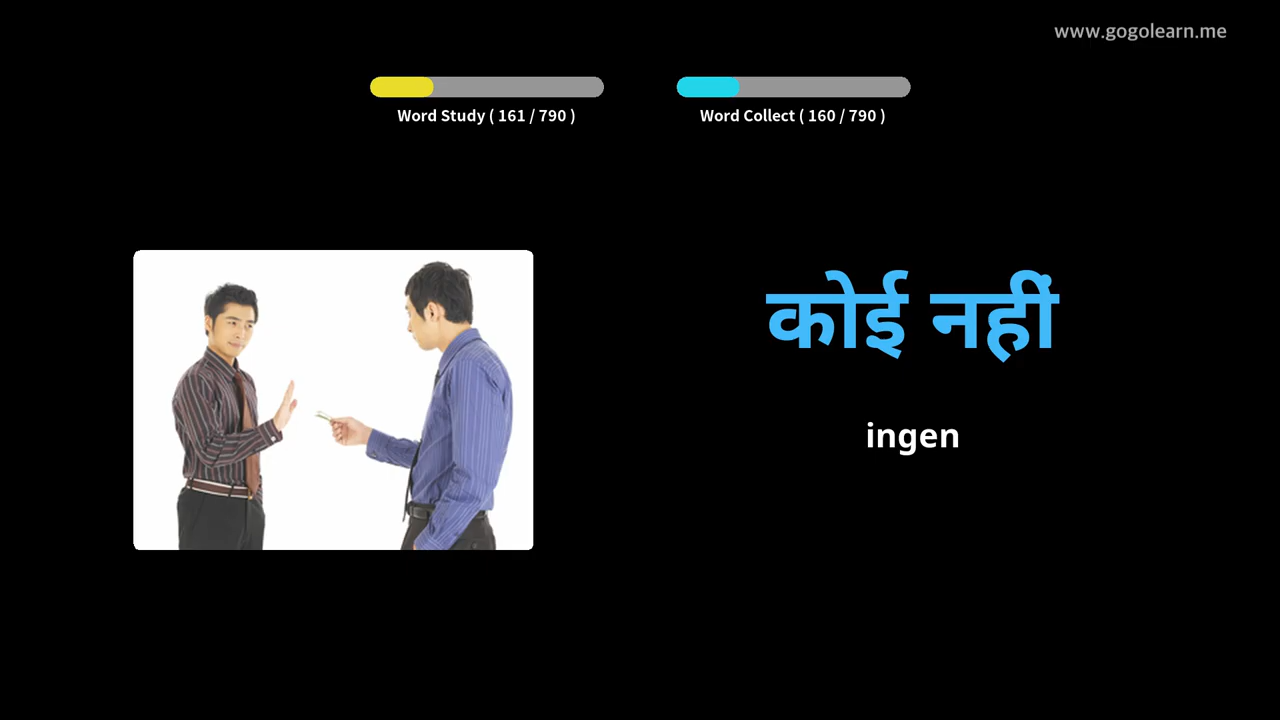 www.gogolearn.me
Word Study ( 161 / 790 )
Word Collect ( 160 / 790 )
कोई नहीं
ingen